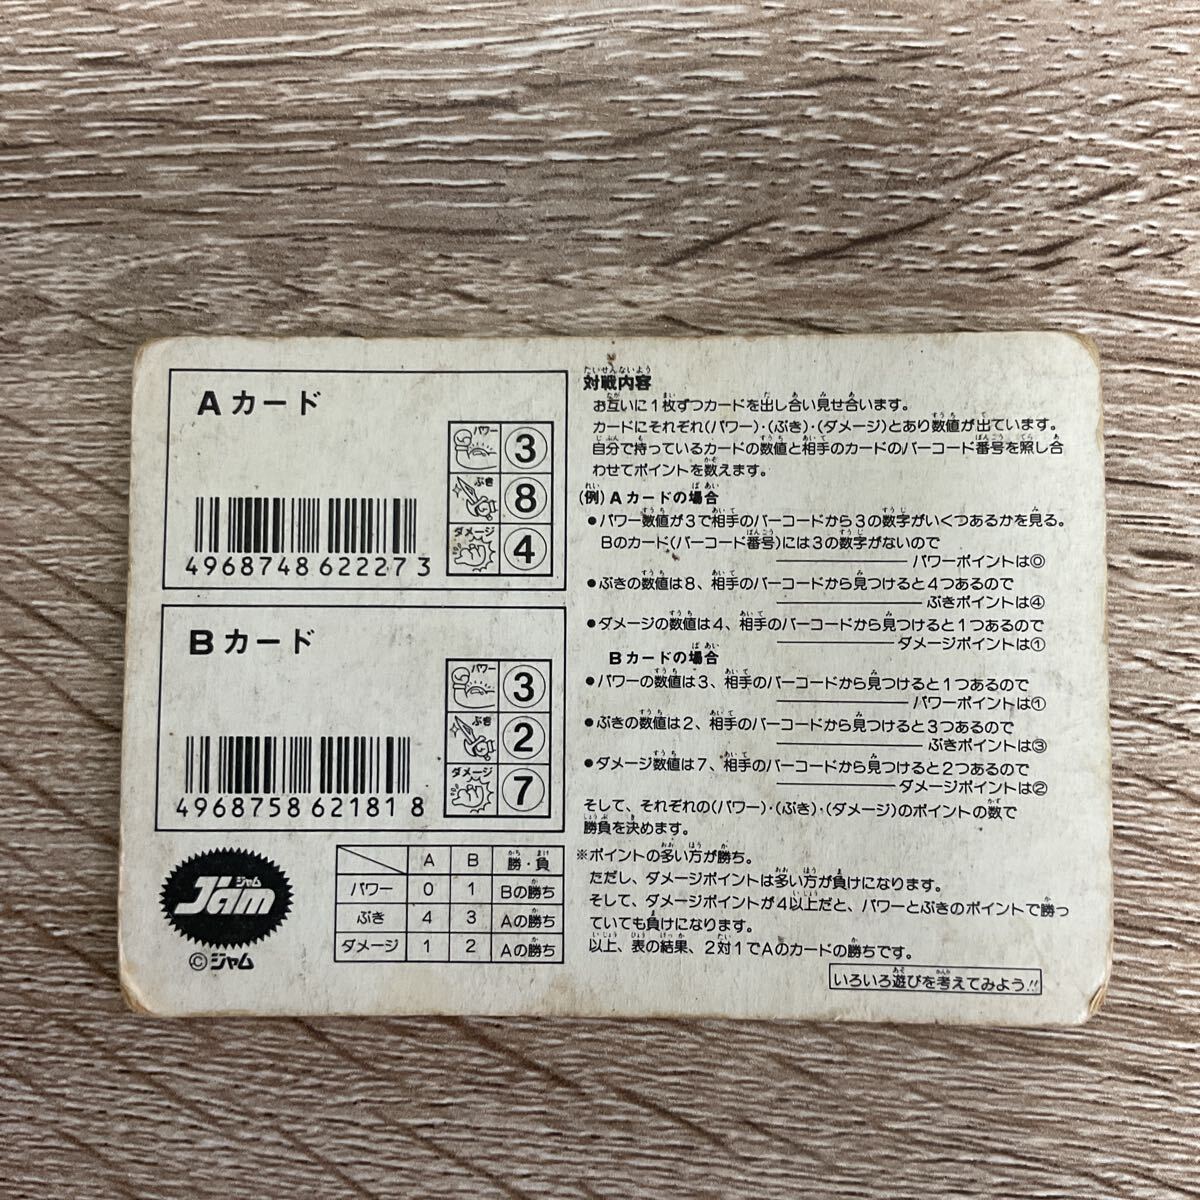 Aカード
パワー 3
ぶき 8
ダメージ 4
4968748622273
Bカード
パワー 3
ぶき 2
ダメージ 7
4968758621818
ジャム
Jam
©ジャム
A B 勝・負
パワー 0 1 Bの勝ち
ぶき 4 3 Aの勝ち
ダメージ 1 2 Aの勝ち
対戦内容
お互いに1枚ずつカードを出し合い見せ合います。
カードにそれぞれ(パワー)・(ぶき)・(ダメージ)とあり数値が出ています。
自分で持っているカードの数値と相手のカードのバーコード番号を照し合
わせてポイントを数えます。
(例)Aカードの場合
●パワー数値が3で相手のバーコードから3の数字がいくつあるかを見る。
Bのカード(バーコード番号)には3の数字がないので
パワーポイントは⓪
●ぶきの数値は8、相手のバーコードから見つけると4つあるので
ぶきポイントは④
●ダメージの数値は4、相手のバーコードから見つけると1つあるので
ダメージポイントは①
Bカードの場合
●パワーの数値は3、相手のバーコードから見つけると1つあるので
パワーポイントは①
●ぶきの数値は2、相手のバーコードから見つけると3つあるので
ぶきポイントは③
●ダメージ数値は7、相手のバーコードから見つけると2つあるので
ダメージポイントは②
そして、それぞれの(パワー)・(ぶき)・(ダメージ)のポイントの数で
勝負を決めます。
※ポイントの多い方が勝ち。
ただし、ダメージポイントは多い方が負けになります。
そして、ダメージポイントが4以上だと、パワーとぶきのポイントで勝っ
ていても負けになります。
以上、表の結果、2対1でAのカードの勝ちです。
いろいろ遊びを考えてみよう!!